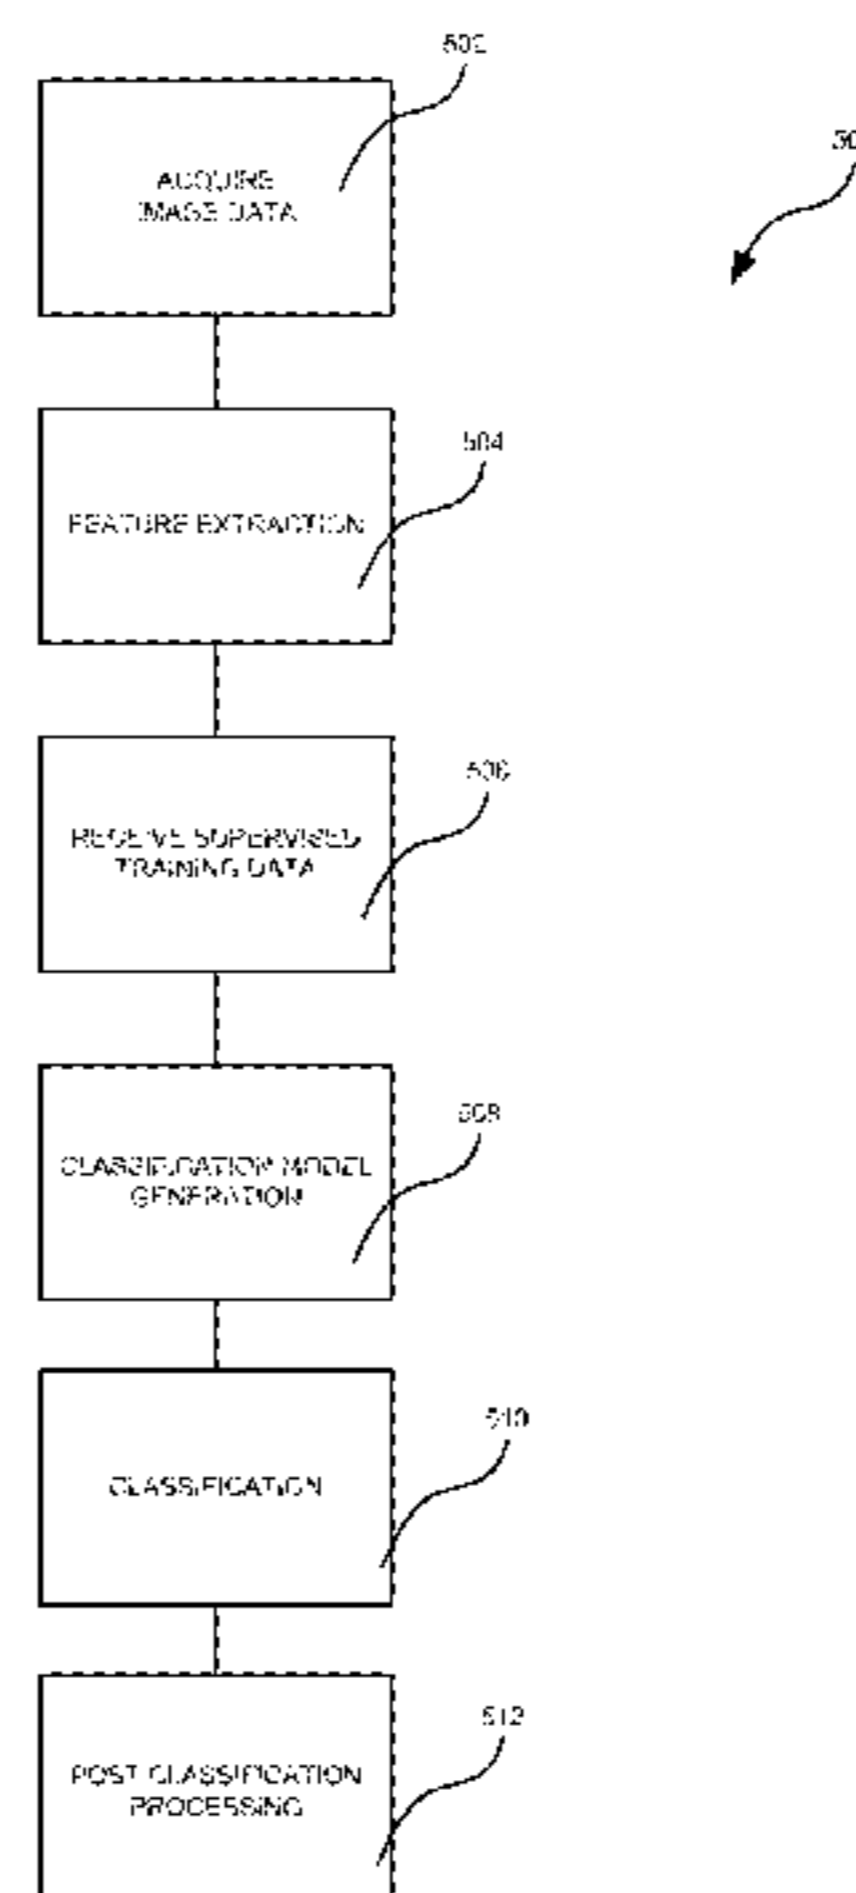 502
ACQUIRE
IMAGE DATA
504
FEATURE EXTRACTION
506
RECEIVE SUPERVISED
TRAINING DATA
508
CLASSIFICATION MODEL
GENERATION
510
CLASSIFICATION
512
POST CLASSIFICATION
PROCESSING